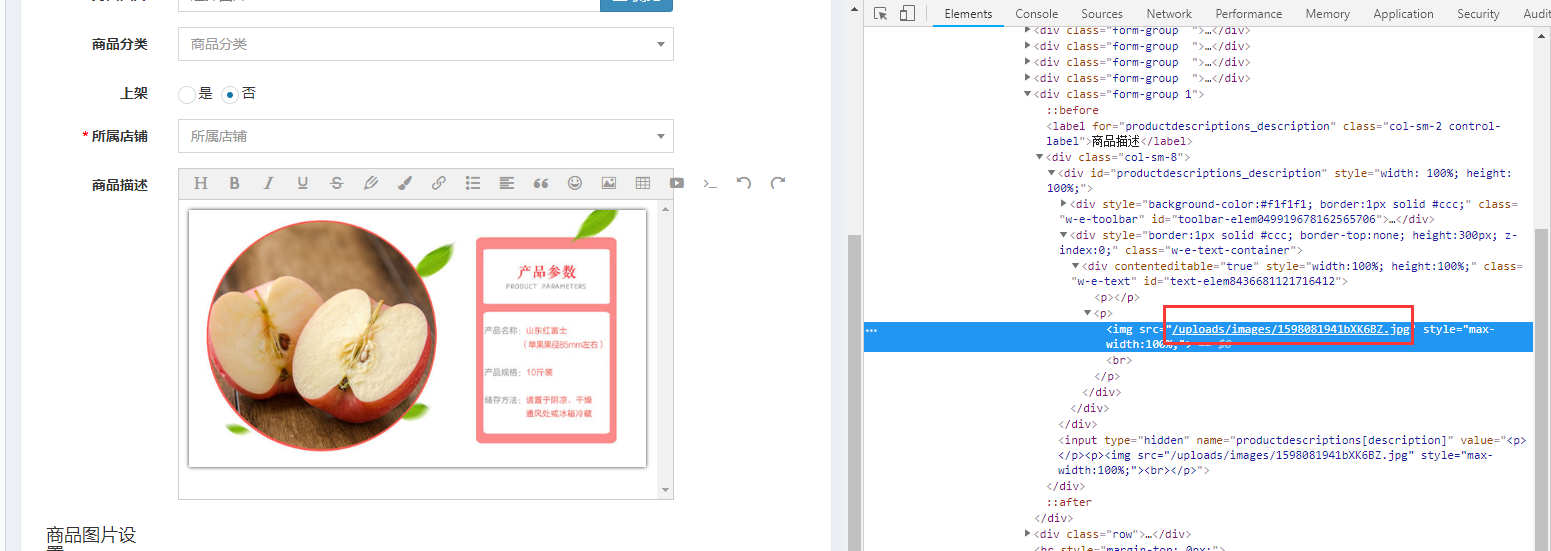 商品分类 商品分类
上架 是 否
* 所属店铺 所属店铺
商品描述
产品参数
PRODUCT PARAMETERS
产品名称：山东红富士
（单果果径85mm左右）
产品规格：10斤装
储存方法：请置于阴凉、干燥
通风处或冰箱冷藏
商品图片设
置
Elements Console Sources Network Performance Memory Application Security Audit
<div class="form-group  ">…</div>
<div class="form-group  ">…</div>
<div class="form-group  ">…</div>
<div class="form-group  ">…</div>
<div class="form-group 1">
::before
<label for="productdescriptions_description" class="col-sm-2 control-
label">商品描述</label>
<div class="col-sm-8">
<div id="productdescriptions_description" style="width: 100%; height:
100%;">
<div style="background-color:#f1f1f1; border:1px solid #ccc;" class=
"w-e-toolbar" id="toolbar-elem049919678162565706">…</div>
<div style="border:1px solid #ccc; border-top:none; height:300px; z-
index:0;" class="w-e-text-container">
<div contenteditable="true" style="width:100%; height:100%;" class=
"w-e-text" id="text-elem8436681121716412">
<p></p>
<p>
<img src="/uploads/images/1598081941bXK6BZ.jpg" style="max-
width:100%;"> == $0
<br>
</p>
</div>
</div>
</div>
<input type="hidden" name="productdescriptions[description]" value="<p>
</p><p><img src="/uploads/images/1598081941bXK6BZ.jpg" style="max-
width:100%;"><br></p>">
</div>
::after
</div>
<div class="row">…</div>
<hr style="margin-top: 0px;">